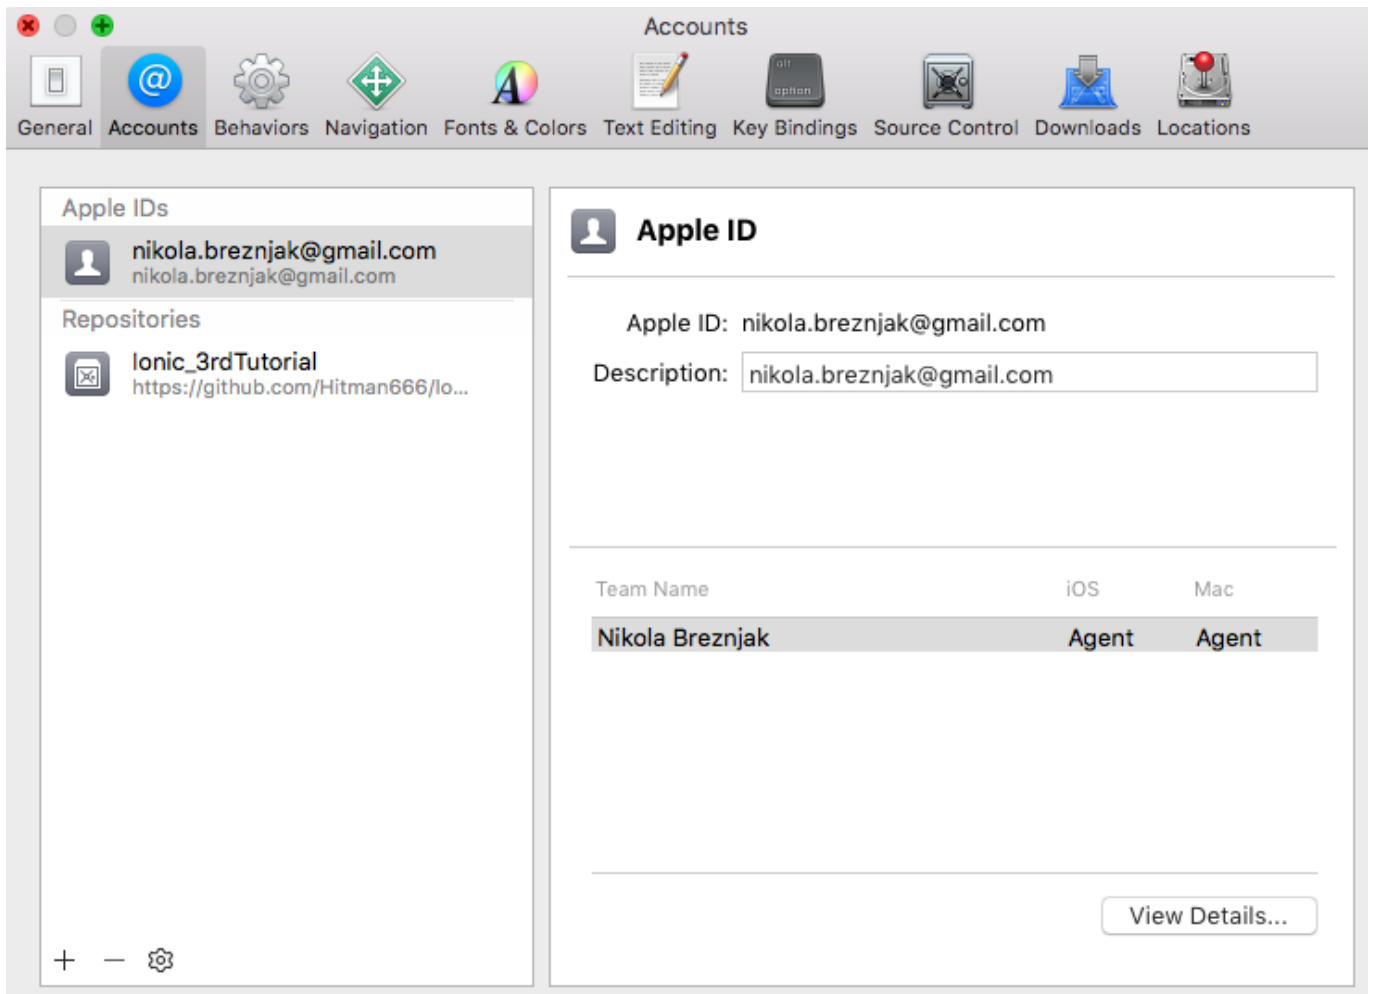 Accounts
General Accounts Behaviors Navigation Fonts & Colors Text Editing Key Bindings Source Control Downloads Locations
alt
option
Apple IDs
nikola.breznjak@gmail.com
nikola.breznjak@gmail.com
Repositories
Ionic_3rdTutorial
https://github.com/Hitman666/Io...
Apple ID
Apple ID: nikola.breznjak@gmail.com
Description: nikola.breznjak@gmail.com
Team Name iOS Mac
Nikola Breznjak Agent Agent
View Details...